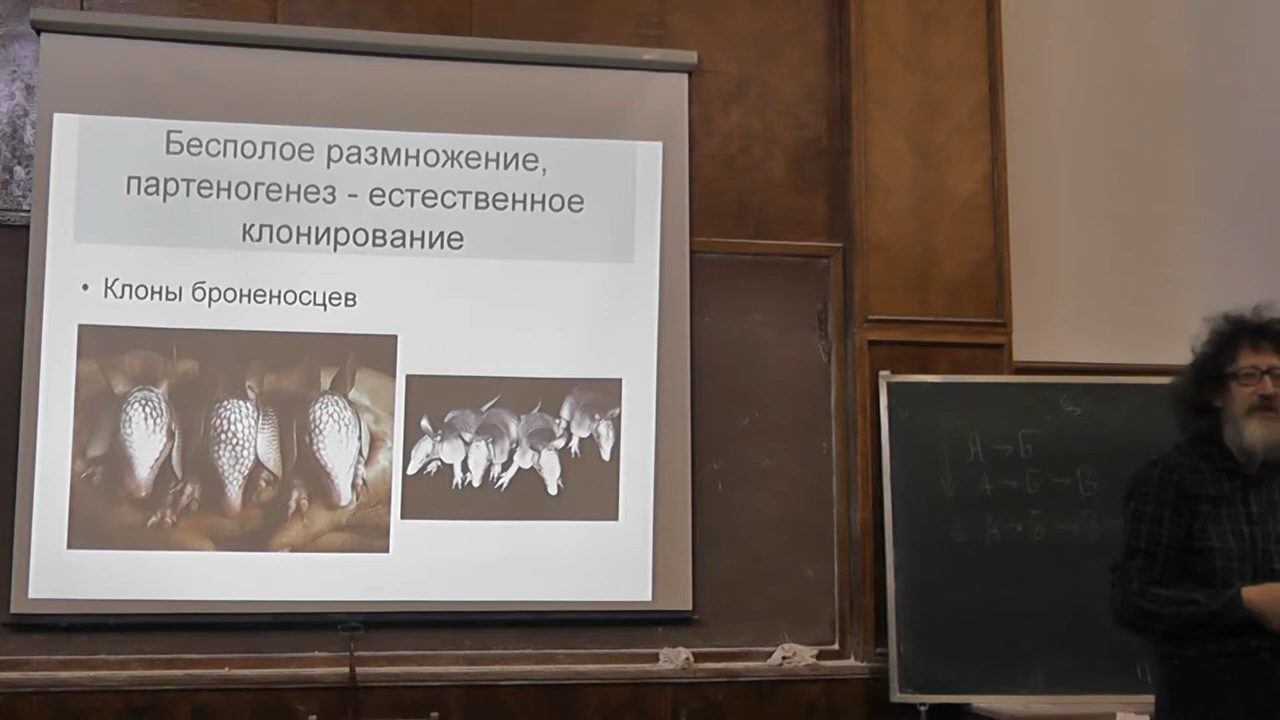 Бесполое размножение,
партеногенез - естественное
клонирование
• Клоны броненосцев
А → Б
А → Б → В
А → Б → В